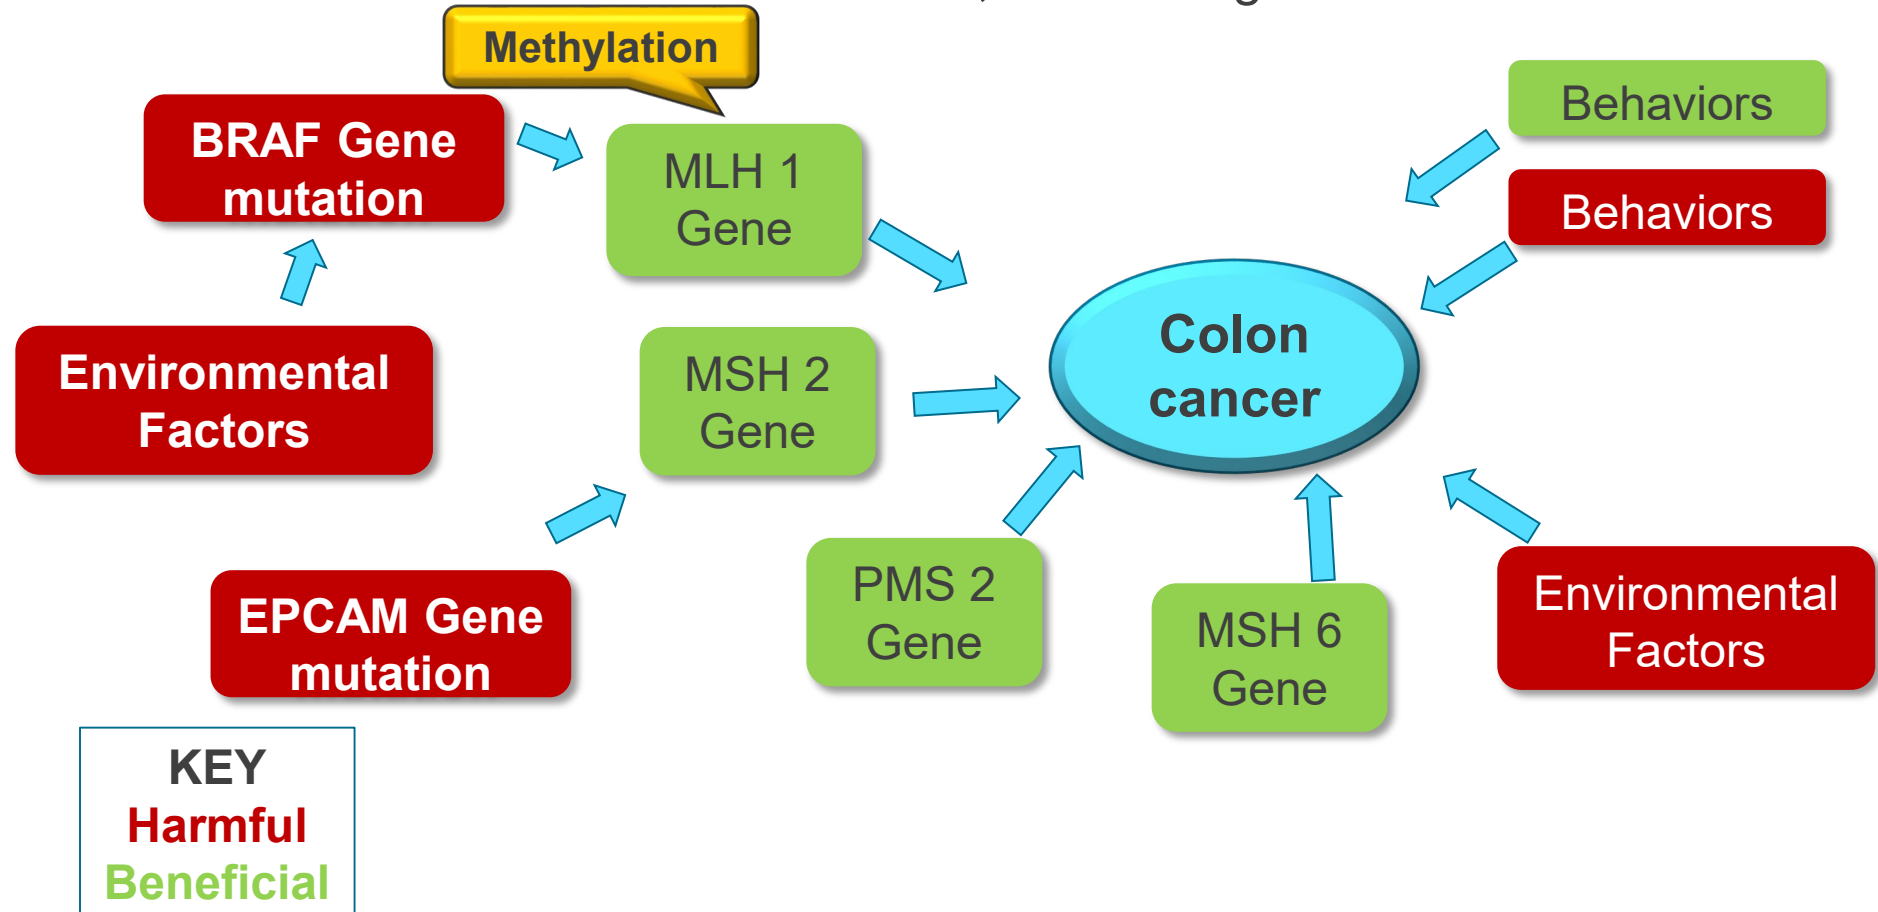 Methylation
BRAF Gene
mutation
MLH 1
Gene
Behaviors
Behaviors
Environmental
Factors
MSH 2
Gene
Colon
cancer
EPCAM Gene
mutation
PMS 2
Gene
MSH 6
Gene
Environmental
Factors
KEY
Harmful
Beneficial